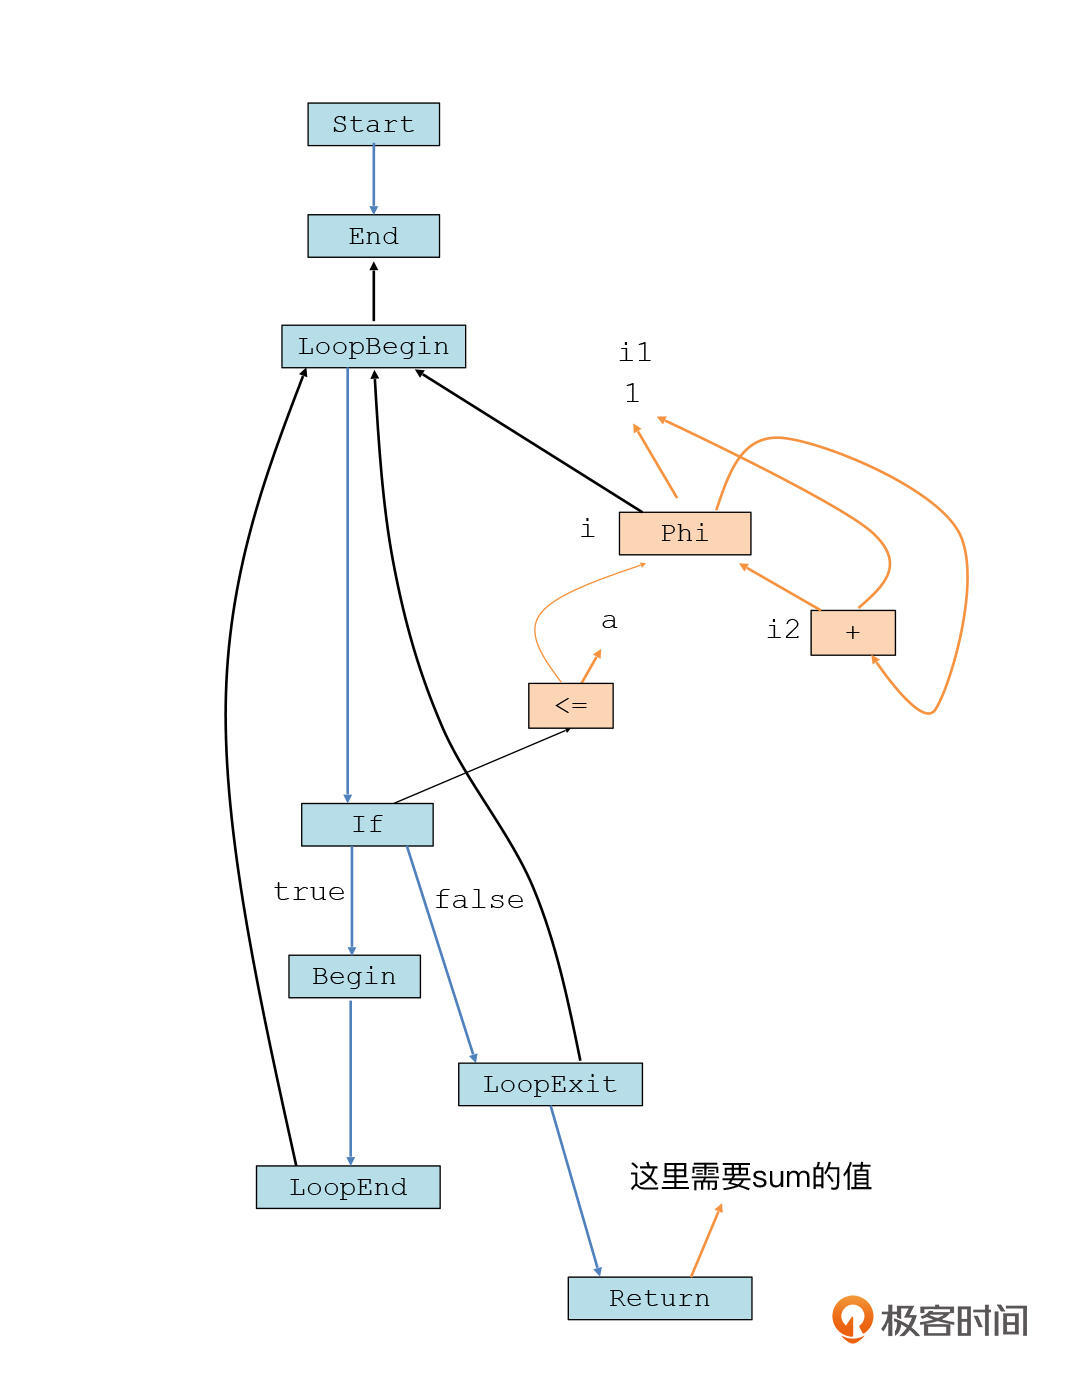 Start
End
LoopBegin
i1
1
i
Phi
a
i2
+
<=
If
true
false
Begin
LoopExit
这里需要sum的值
LoopEnd
Return
极客时间